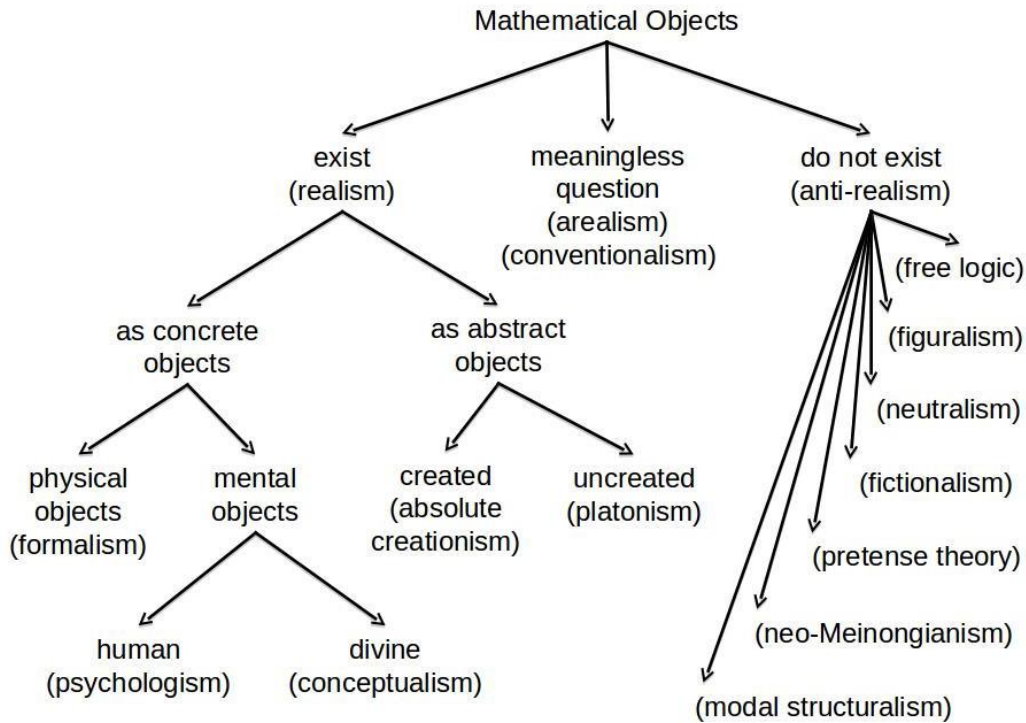 Mathematical Objects
exist
(realism)
meaningless
question
(arealism)
(conventionalism)
do not exist
(anti-realism)
as concrete
objects
as abstract
objects
physical
objects
(formalism)
mental
objects
human
(psychologism)
divine
(conceptualism)
created
(absolute
creationism)
uncreated
(platonism)
(free logic)
(figuralism)
(neutralism)
(fictionalism)
(pretense theory)
(neo-Meinongianism)
(modal structuralism)